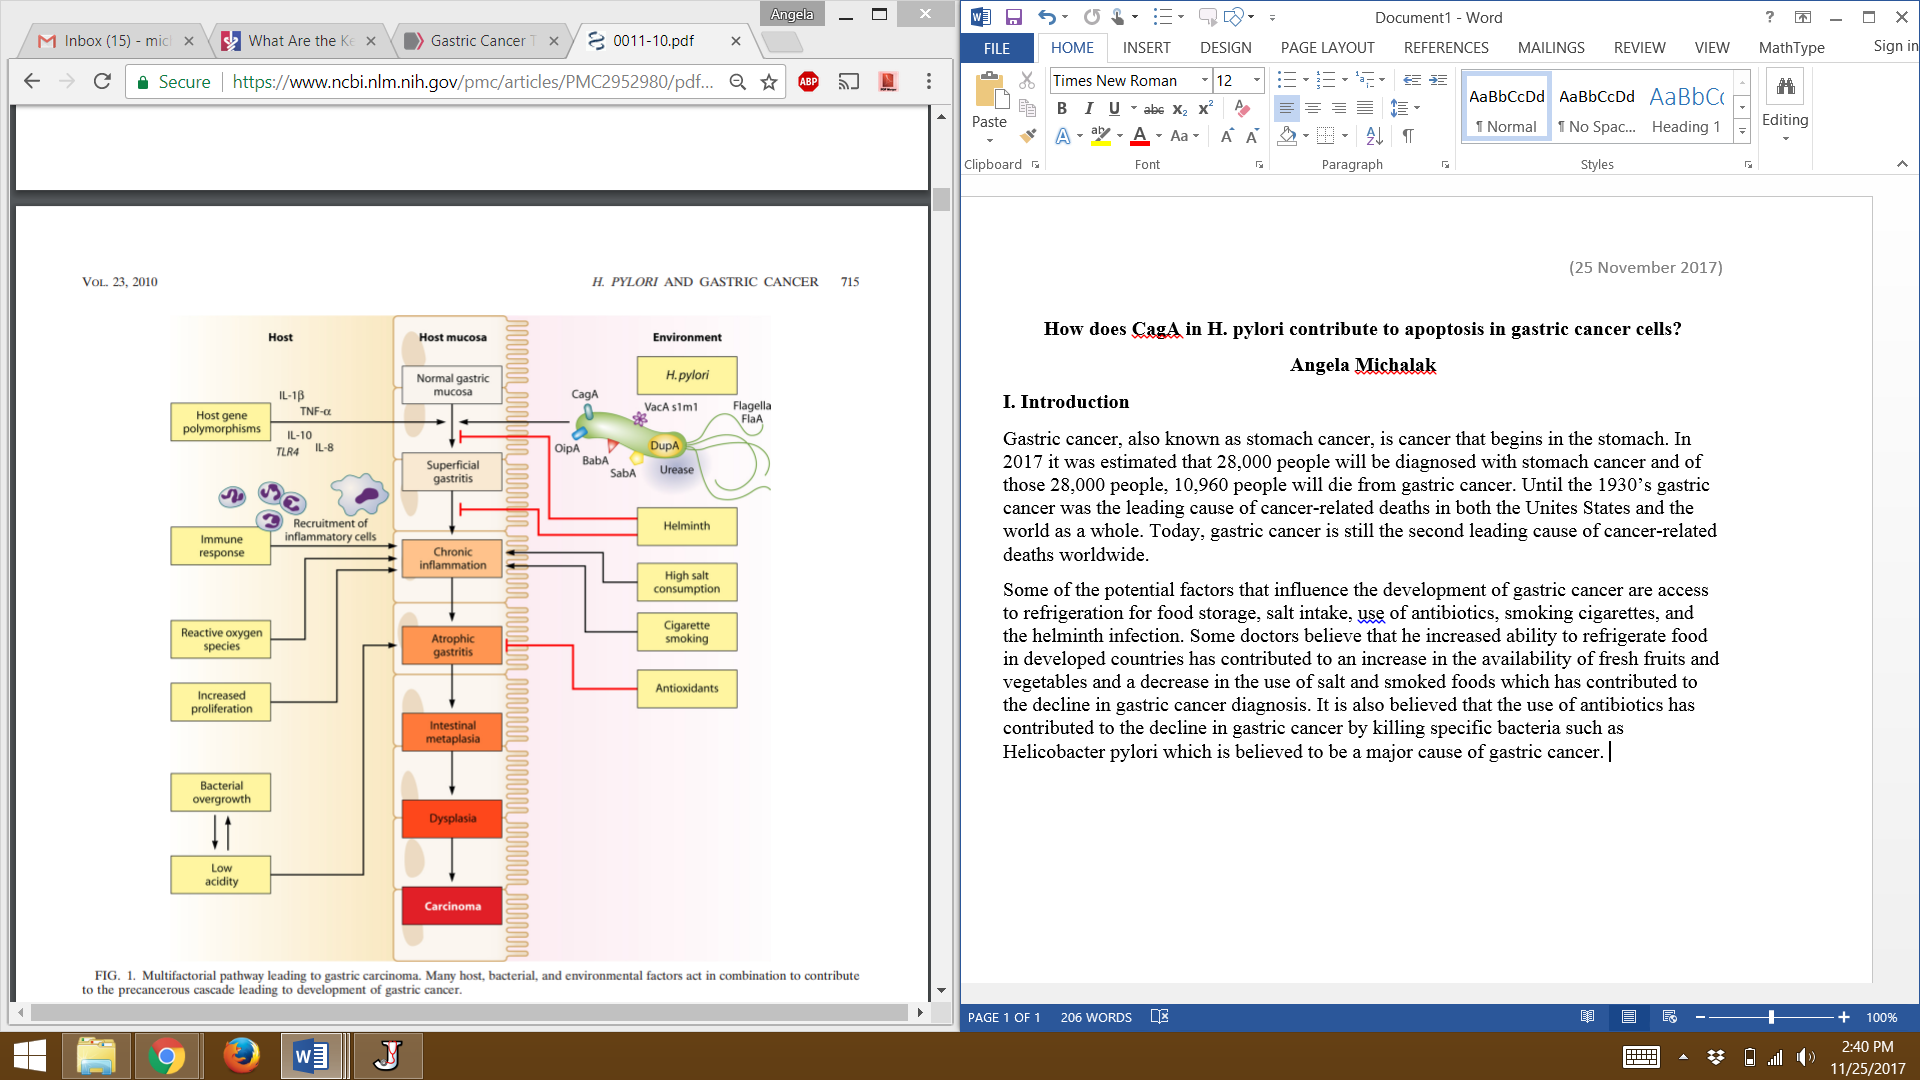 Angela
Inbox (15) - mic
What Are the Ke
Gastric Cancer T
0011-10.pdf
Secure
https://www.ncbi.nlm.nih.gov/pmc/articles/PMC2952980/pdf...
ABP
VOL. 23, 2010
H. PYLORI AND GASTRIC CANCER 715
Host
Host mucosa
Environment
Normal gastric
mucosa
H.pylori
IL-1β
TNF-α
Host gene
polymorphisms
IL-10
IL-8
TLR4
CagA
VacA s1m1
Flagella
FlaA
OipA
DupA
BabA
SabA
Urease
Superficial
gastritis
Recruitment of
inflammatory cells
Helminth
Immune
response
Chronic
inflammation
High salt
consumption
Cigarette
smoking
Reactive oxygen
species
Atrophic
gastritis
Antioxidants
Increased
proliferation
Intestinal
metaplasia
Bacterial
overgrowth
Dysplasia
Low
acidity
Carcinoma
FIG. 1. Multifactorial pathway leading to gastric carcinoma. Many host, bacterial, and environmental factors act in combination to contribute
to the precancerous cascade leading to development of gastric cancer.
Document1 - Word
FILE
HOME
INSERT
DESIGN
PAGE LAYOUT
REFERENCES
MAILINGS
REVIEW
VIEW
MathType
Sign in
Paste
Times New Roman
12
B I U abc X2 X2
A ab A Aa A A
AaBbCcDd
AaBbCcDd
AaBbCc
¶ Normal
¶ No Spac...
Heading 1
Editing
Clipboard
Font
Paragraph
Styles
(25 November 2017)
How does CagA in H. pylori contribute to apoptosis in gastric cancer cells?
Angela Michalak
I. Introduction
Gastric cancer, also known as stomach cancer, is cancer that begins in the stomach. In
2017 it was estimated that 28,000 people will be diagnosed with stomach cancer and of
those 28,000 people, 10,960 people will die from gastric cancer. Until the 1930's gastric
cancer was the leading cause of cancer-related deaths in both the Unites States and the
world as a whole. Today, gastric cancer is still the second leading cause of cancer-related
deaths worldwide.
Some of the potential factors that influence the development of gastric cancer are access
to refrigeration for food storage, salt intake, use of antibiotics, smoking cigarettes, and
the helminth infection. Some doctors believe that he increased ability to refrigerate food
in developed countries has contributed to an increase in the availability of fresh fruits and
vegetables and a decrease in the use of salt and smoked foods which has contributed to
the decline in gastric cancer diagnosis. It is also believed that the use of antibiotics has
contributed to the decline in gastric cancer by killing specific bacteria such as
Helicobacter pylori which is believed to be a major cause of gastric cancer.
PAGE 1 OF 1
206 WORDS
100%
2:40 PM
11/25/2017